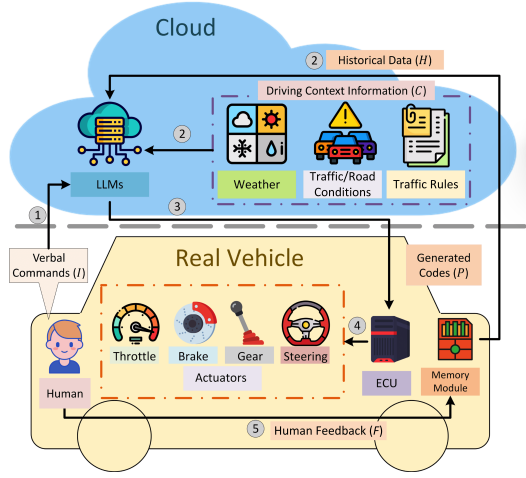 Cloud
2
Historical Data (H)
Driving Context Information (C)
2
LLMs
Weather
Traffic/Road
Conditions
Traffic Rules
1
3
Verbal
Commands (I)
Real Vehicle
Generated
Codes (P)
4
Throttle
Brake
Gear
Steering
Actuators
Human
ECU
Memory
Module
5
Human Feedback (F)